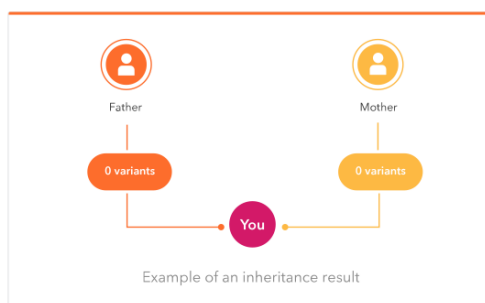 Father
Mother
0 variants
0 variants
You
Example of an inheritance result